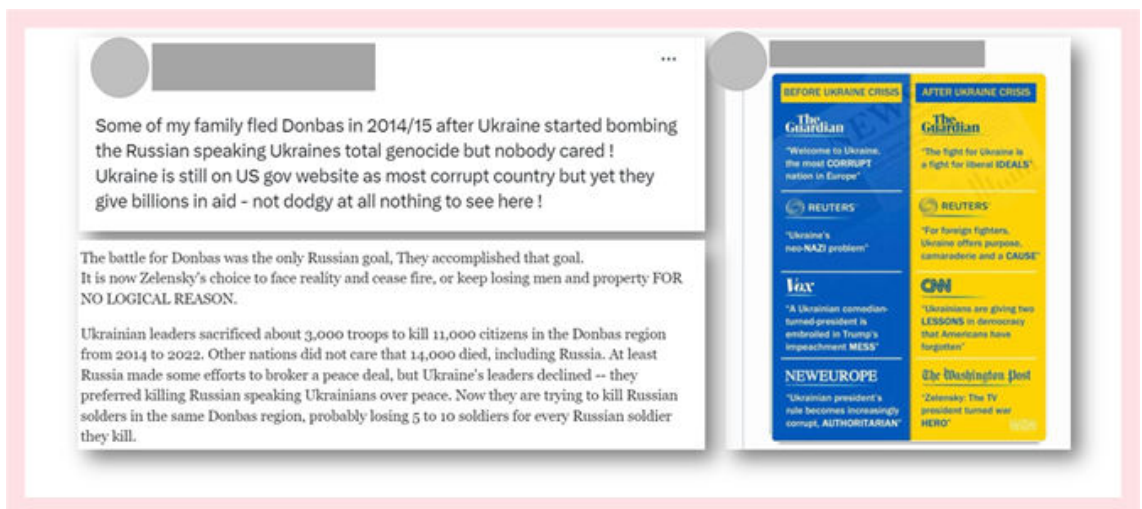 Some of my family fled Donbas in 2014/15 after Ukraine started bombing
the Russian speaking Ukraines total genocide but nobody cared !
Ukraine is still on US gov website as most corrupt country but yet they
give billions in aid - not dodgy at all nothing to see here !
The battle for Donbas was the only Russian goal, They accomplished that goal.
It is now Zelensky's choice to face reality and cease fire, or keep losing men and property FOR
NO LOGICAL REASON.
Ukrainian leaders sacrificed about 3,000 troops to kill 11,000 citizens in the Donbas region
from 2014 to 2022. Other nations did not care that 14,000 died, including Russia. At least
Russia made some efforts to broker a peace deal, but Ukraine's leaders declined -- they
preferred killing Russian speaking Ukrainians over peace. Now they are trying to kill Russian
solders in the same Donbas region, probably losing 5 to 10 soldiers for every Russian soldier
they kill.
BEFORE UKRAINE CRISIS
The
Guardian
"Welcome to Ukraine,
the most CORRUPT
nation in Europe"
REUTERS
"Ukraine's
neo-NAZI problem"
Vox
"A Ukrainian comedian-
turned-president is
embroiled in Trump's
impeachment MESS"
NEWEUROPE
"Ukrainian president's
rule becomes increasingly
corrupt, AUTHORITARIAN"
AFTER UKRAINE CRISIS
The
Guardian
"The fight for Ukraine is
a fight for liberal IDEALS"
REUTERS
"For foreign fighters,
Ukraine offers purpose,
camaraderie and a CAUSE"
CNN
"Ukrainians are giving two
LESSONS in democracy
that Americans have
forgotten"
The Washington Post
"Zelensky: The TV
president turned war
HERO"